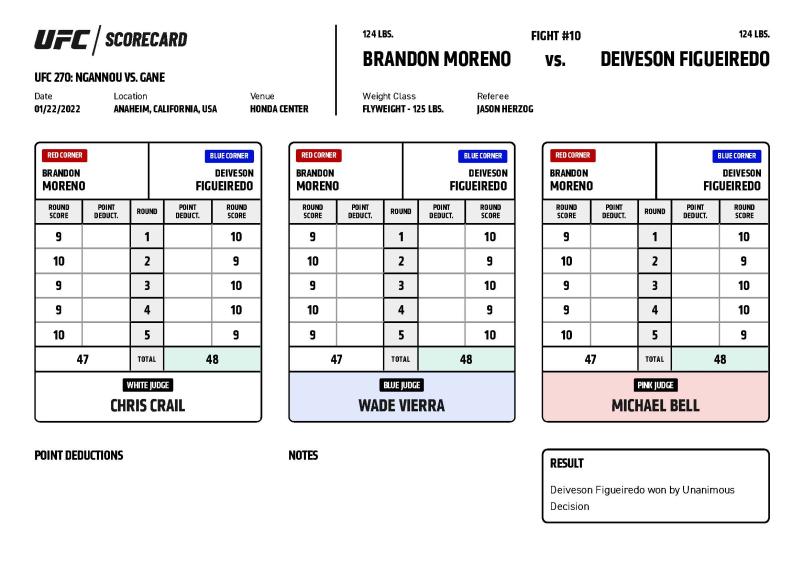 UFC / SCORECARD
UFC 270: NGANNOU VS. GANE
Date Location Venue
01/22/2022 ANAHEIM, CALIFORNIA, USA HONDA CENTER
124 LBS. FIGHT #10 124 LBS.
BRANDON MORENO VS. DEIVESON FIGUEIREDO
Weight Class Referee
FLYWEIGHT - 125 LBS. JASON HERZOG
RED CORNER BLUE CORNER
BRANDON DEIVESON
MORENO FIGUEIREDO
ROUND SCORE POINT DEDUCT. ROUND POINT DEDUCT. ROUND SCORE
9 1 10
10 2 9
9 3 10
9 4 10
10 5 9
47 TOTAL 48
WHITE JUDGE
CHRIS CRAIL
RED CORNER BLUE CORNER
BRANDON DEIVESON
MORENO FIGUEIREDO
ROUND SCORE POINT DEDUCT. ROUND POINT DEDUCT. ROUND SCORE
9 1 10
10 2 9
9 3 10
10 4 9
9 5 10
47 TOTAL 48
BLUE JUDGE
WADE VIERRA
RED CORNER BLUE CORNER
BRANDON DEIVESON
MORENO FIGUEIREDO
ROUND SCORE POINT DEDUCT. ROUND POINT DEDUCT. ROUND SCORE
9 1 10
10 2 9
9 3 10
9 4 10
10 5 9
47 TOTAL 48
PINK JUDGE
MICHAEL BELL
POINT DEDUCTIONS
NOTES
RESULT
Deiveson Figueiredo won by Unanimous
Decision